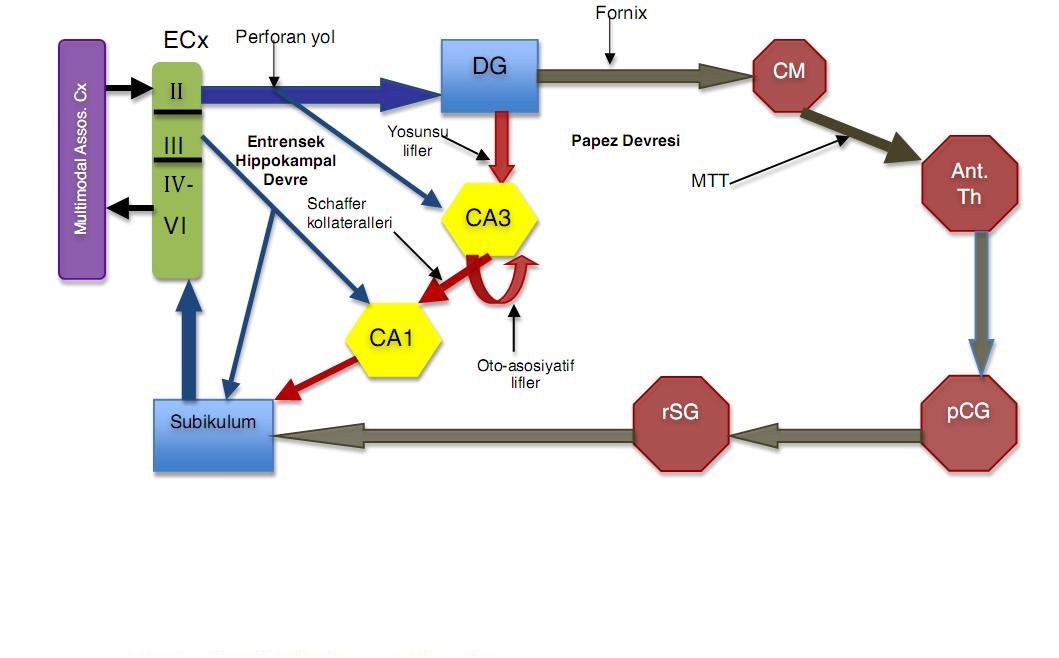 Fornix
ECx
Perforan yol
DG
CM
Multimodal Assos. Cx
II
III
IV-
VI
Entrensek
Hippokampal
Devre
Yosunsu
lifler
Papez Devresi
MTT
Ant.
Th
Schaffer
kollateralleri
CA3
CA1
Oto-asosiyatif
lifler
Subikulum
rSG
pCG